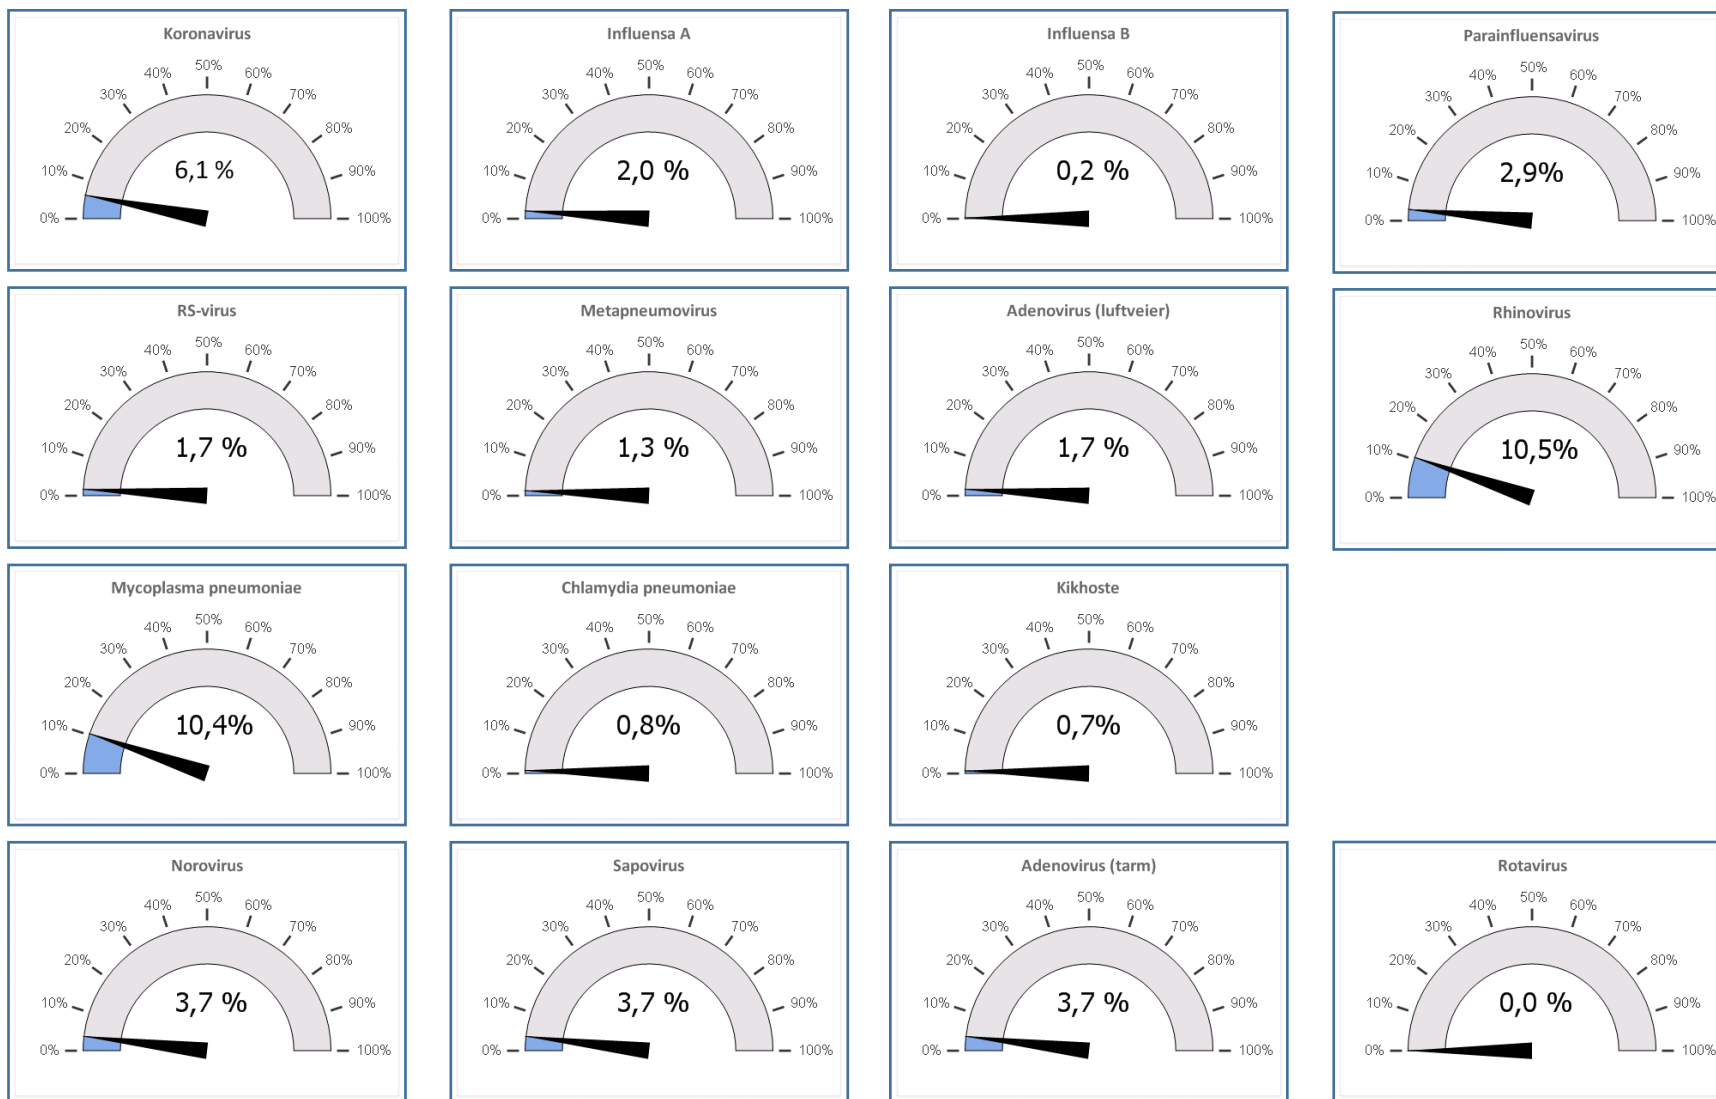 Koronavirus
0% 10% 20% 30% 40% 50% 60% 70% 80% 90% 100%
6,1 %
Influensa A
0% 10% 20% 30% 40% 50% 60% 70% 80% 90% 100%
2,0 %
Influensa B
0% 10% 20% 30% 40% 50% 60% 70% 80% 90% 100%
0,2 %
Parainfluensavirus
0% 10% 20% 30% 40% 50% 60% 70% 80% 90% 100%
2,9%
RS-virus
0% 10% 20% 30% 40% 50% 60% 70% 80% 90% 100%
1,7 %
Metapneumovirus
0% 10% 20% 30% 40% 50% 60% 70% 80% 90% 100%
1,3 %
Adenovirus (luftveier)
0% 10% 20% 30% 40% 50% 60% 70% 80% 90% 100%
1,7 %
Rhinovirus
0% 10% 20% 30% 40% 50% 60% 70% 80% 90% 100%
10,5%
Mycoplasma pneumoniae
0% 10% 20% 30% 40% 50% 60% 70% 80% 90% 100%
10,4%
Chlamydia pneumoniae
0% 10% 20% 30% 40% 50% 60% 70% 80% 90% 100%
0,8%
Kikhoste
0% 10% 20% 30% 40% 50% 60% 70% 80% 90% 100%
0,7%
Norovirus
0% 10% 20% 30% 40% 50% 60% 70% 80% 90% 100%
3,7 %
Sapovirus
0% 10% 20% 30% 40% 50% 60% 70% 80% 90% 100%
3,7 %
Adenovirus (tarm)
0% 10% 20% 30% 40% 50% 60% 70% 80% 90% 100%
3,7 %
Rotavirus
0% 10% 20% 30% 40% 50% 60% 70% 80% 90% 100%
0,0 %